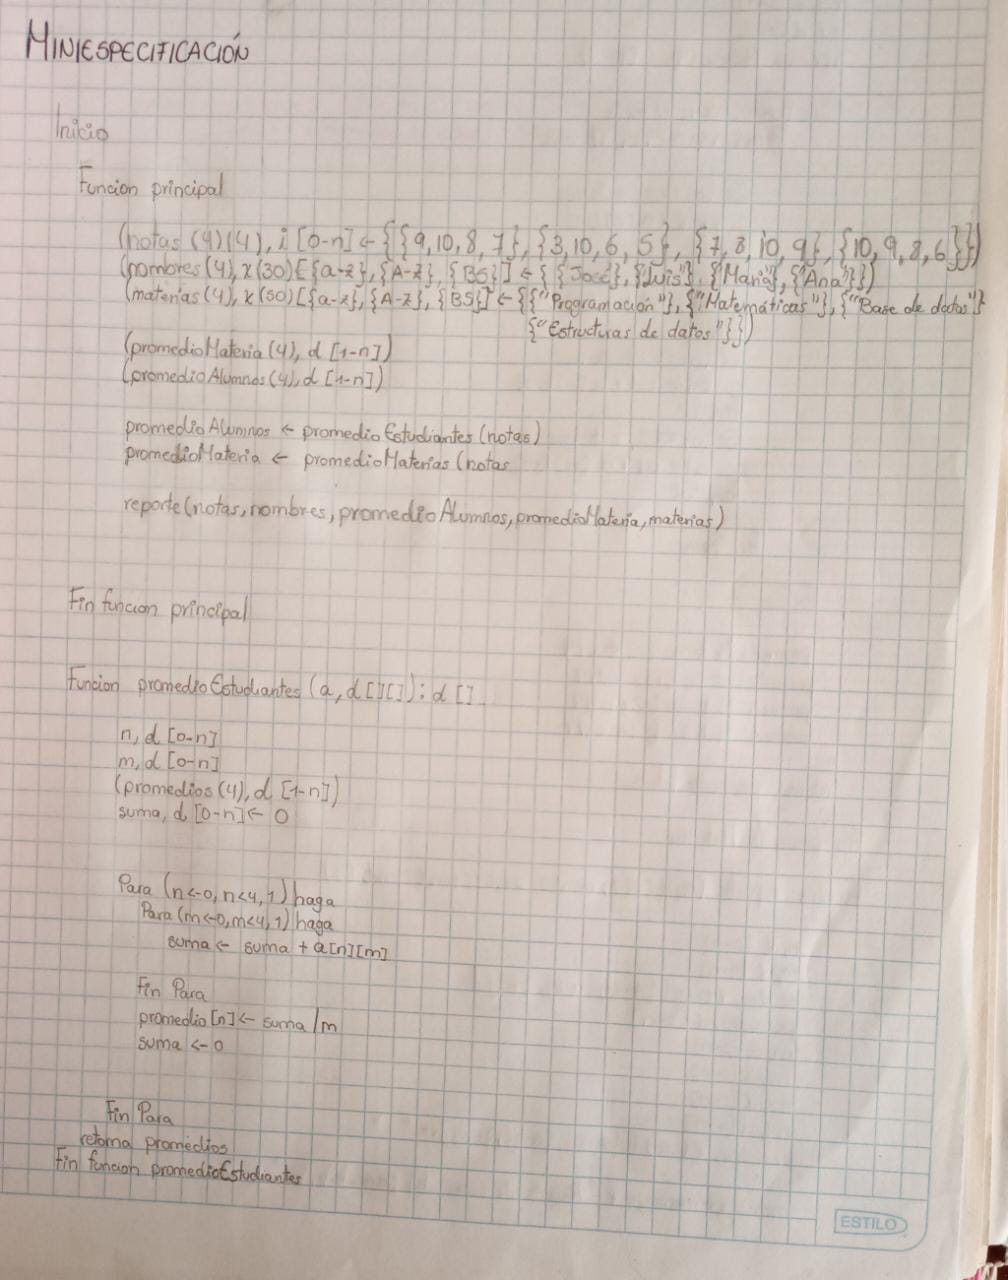 MINIESPECIFICACIÓN
Inicio
Funcion principal
(notas (4)(4), i [0-n] ← {{9,10,8,7}, {3,10,6,5}, {7,8,10,9}, {10,9,8,6}})
(nombres (4), x(30) [{a-z}, {A-z}, {BS}] ← {{"José}, {"Luis"}, {"Maria"}, {"Ana"}})
(materias (4), x(50) [{a-z}, {A-z}, {BS}] ← {{"Programación"}, {"Matemáticas"}, {"Base de datos"}
{"Estructuras de datos"}})
(promedioMateria (4), d [1-n])
(promedioAlumnos (4), d [1-n])
promedioAlumnos ← promedioEstudiantes (notas)
promedioMateria ← promedioMaterias (notas
reporte (notas, nombres, promedioAlumnos, promedioMateria, materias)
Fin funcion principal
Funcion promedioEstudiantes (a, d [][]): d []
n, d [0-n]
m, d [0-n]
(promedios (4), d [1-n])
suma, d [0-n] ← 0
Para (n←0, n<4, 1) haga
Para (m←0, m<4, 1) haga
suma ← suma + a[n][m]
Fin Para
promedio [n] ← suma / m
suma ← 0
Fin Para
retorna promedios
Fin funcion promedioEstudiantes
ESTILO